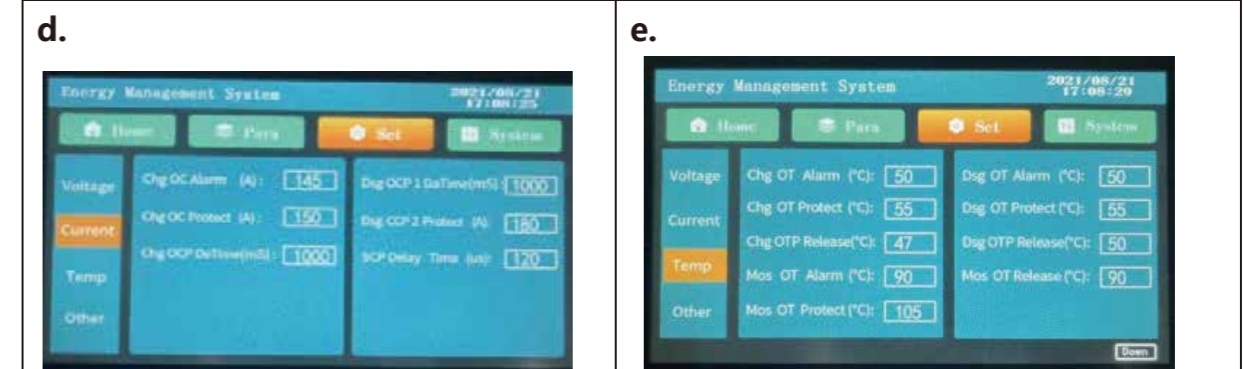 d.
Energy Management System
2021/08/21
17:08:25
Home
Para
Set
System
Voltage
Current
Temp
Other
Chg OC Alarm (A): 145
Chg OC Protect (A): 150
Chg OCP DaTime(mS): 1000
Dsg OCP 1 DaTime(mS): 1000
Dsg CCP 2 Protect (A): 180
SCP Delay Time (us): 120
e.
Energy Management System
2021/08/21
17:08:29
Home
Para
Set
System
Voltage
Current
Temp
Other
Chg OT Alarm (°C): 50
Chg OT Protect (°C): 55
Chg OTP Release(°C): 47
Mos OT Alarm (°C): 90
Mos OT Protect (°C): 105
Dsg OT Alarm (°C): 50
Dsg OT Protect (°C): 55
Dsg OTP Release(°C): 50
Mos OT Release (°C): 90
Down